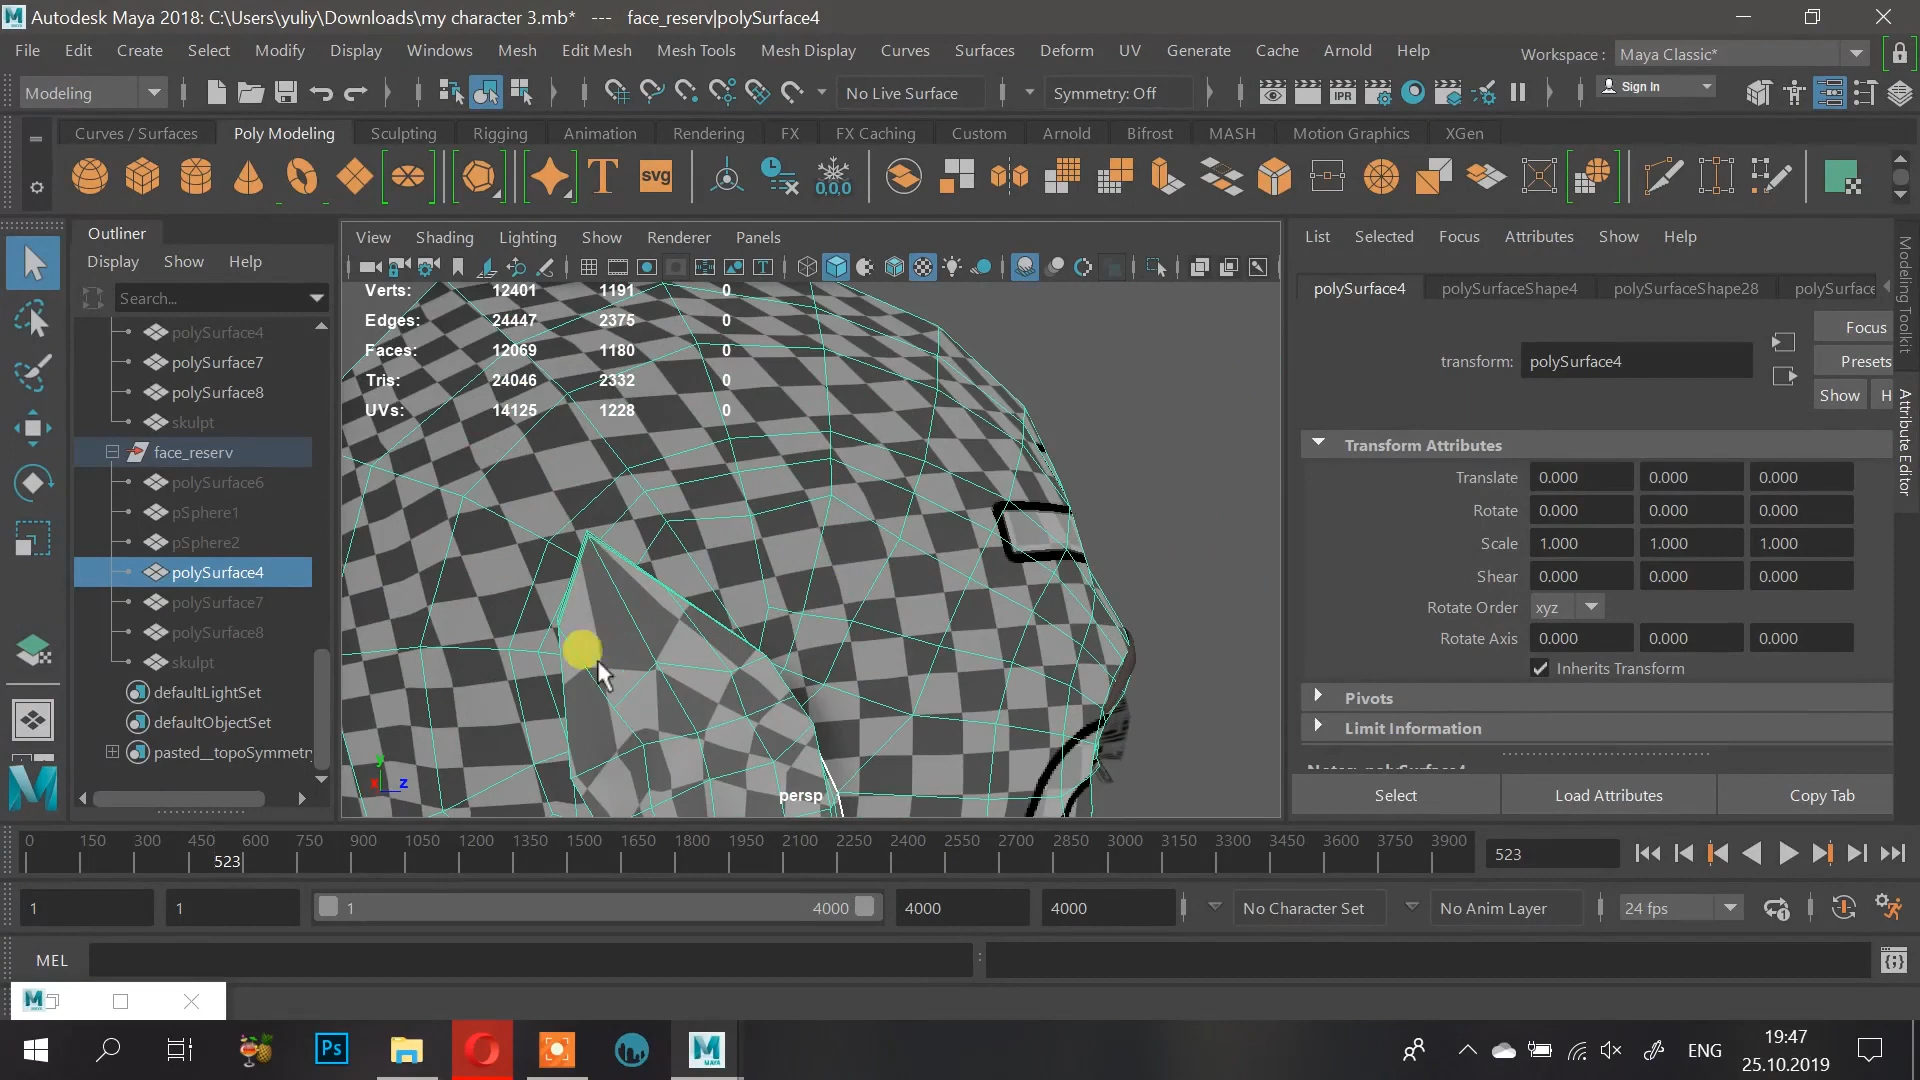 Autodesk Maya 2018: C:\Users\yuliy\Downloads\my character 3.mb* --- face_reserv|polySurface4
File Edit Create Select Modify Display Windows Mesh Edit Mesh Mesh Tools Mesh Display Curves Surfaces Deform UV Generate Cache Arnold Help Workspace : Maya Classic*
Modeling No Live Surface Symmetry: Off IPR Sign In
Curves / Surfaces Poly Modeling Sculpting Rigging Animation Rendering FX FX Caching Custom Arnold Bifrost MASH Motion Graphics XGen
T svg 0,0,0
Outliner
Display Show Help
Search...
polySurface4
polySurface7
polySurface8
skulpt
face_reserv
polySurface6
pSphere1
pSphere2
polySurface4
polySurface7
polySurface8
skulpt
defaultLightSet
defaultObjectSet
pasted__topoSymmetr
View Shading Lighting Show Renderer Panels
Verts: 12401 1191 0
Edges: 24447 2375 0
Faces: 12069 1180 0
Tris: 24046 2332 0
UVs: 14125 1228 0
y x z
persp
List Selected Focus Attributes Show Help
polySurface4 polySurfaceShape4 polySurfaceShape28 polySurface
transform: polySurface4
Focus
Presets
Show H
Transform Attributes
Translate 0.000 0.000 0.000
Rotate 0.000 0.000 0.000
Scale 1.000 1.000 1.000
Shear 0.000 0.000 0.000
Rotate Order xyz
Rotate Axis 0.000 0.000 0.000
Inherits Transform
Pivots
Limit Information
Select Load Attributes Copy Tab
Modeling Toolkit
Attribute Editor
0 150 300 450 600 750 900 1050 1200 1350 1500 1650 1800 1950 2100 2250 2400 2550 2700 2850 3000 3150 3300 3450 3600 3750 3900
523 523
1 1 1 4000 4000 4000 No Character Set No Anim Layer 24 fps
MEL
M
Ps ENG 19:47
25.10.2019